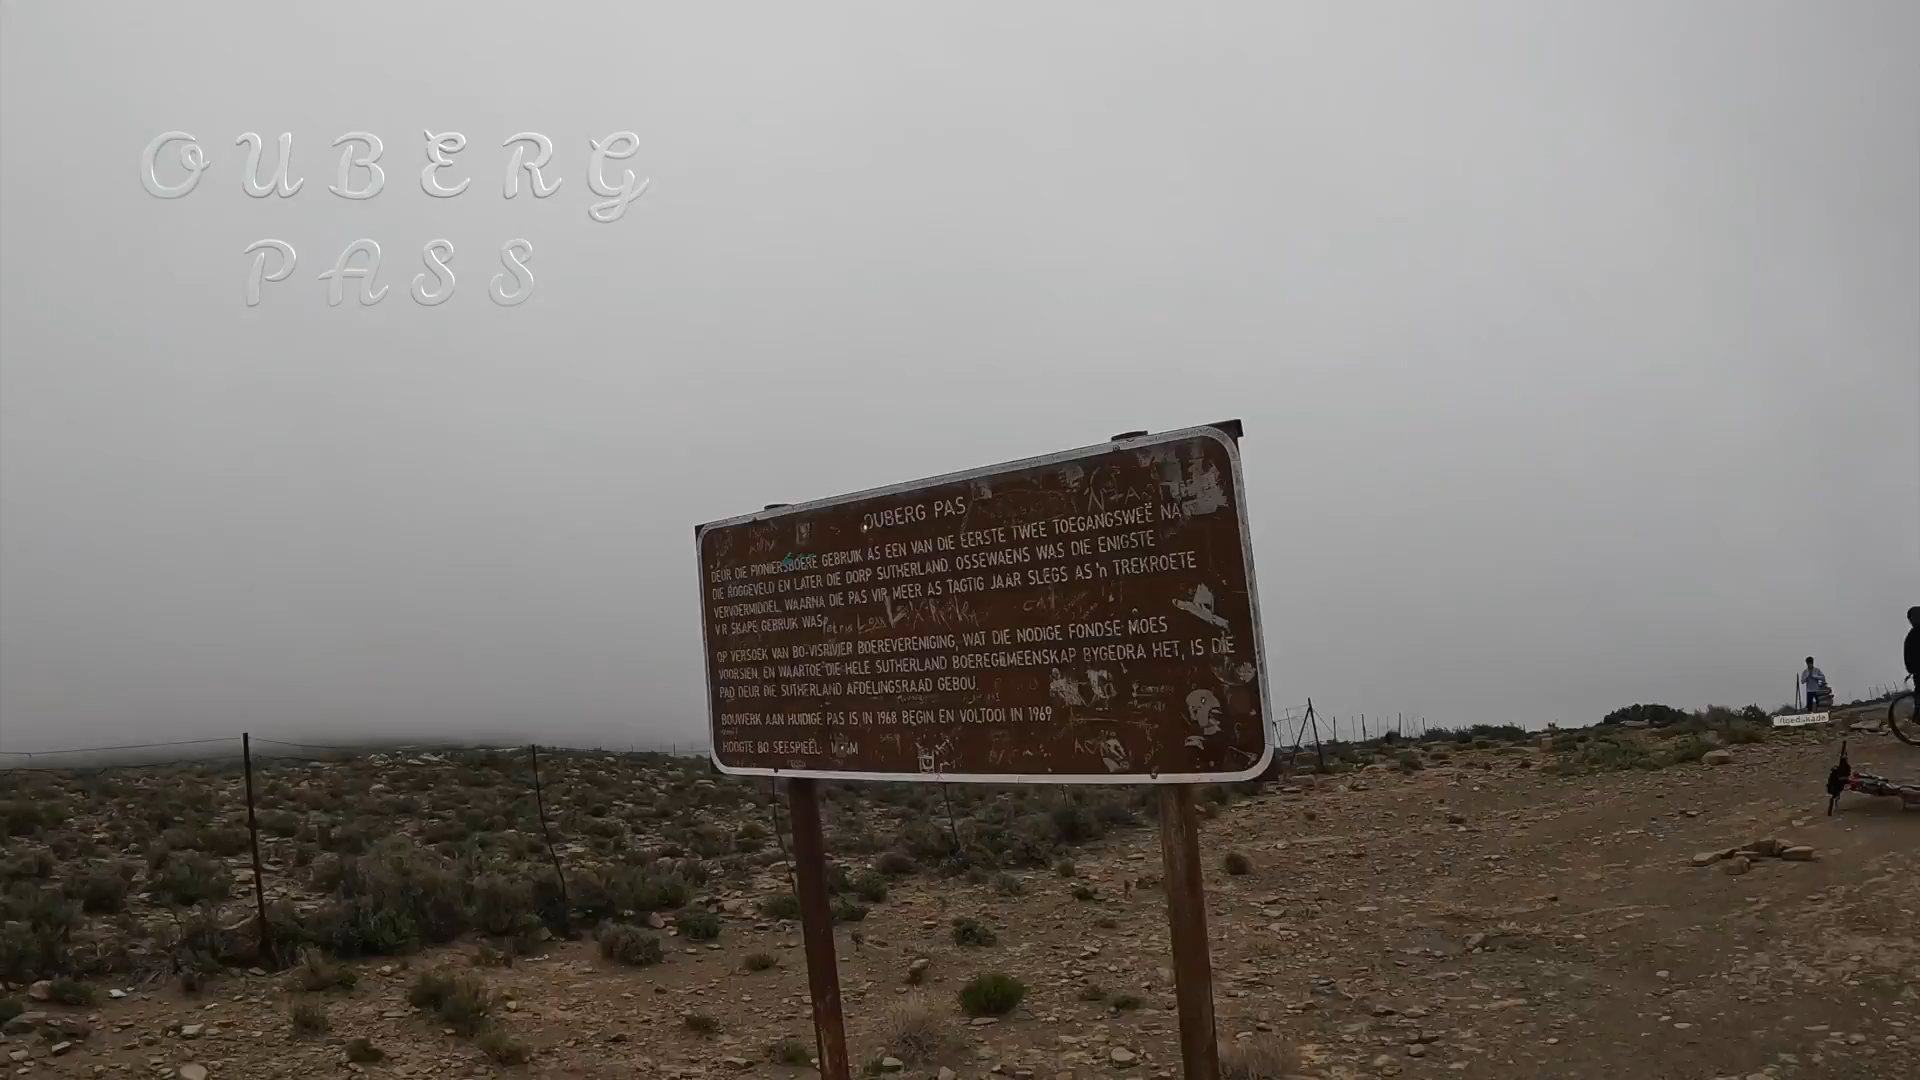 OUBERG
PASS
OUBERG PAS
DEUR DIE PIONIERSBOERE GEBRUIK AS EEN VAN DIE EERSTE TWEE TOEGANGSWEË NA
DIE ROGGEVELD EN LATER DIE DORP SUTHERLAND. OSSEWAENS WAS DIE ENIGSTE
VERVOERMIDDEL, WAARNA DIE PAS VIR MEER AS TAGTIG JAAR SLEGS AS 'n TREKROETE
V R SKAPE GEBRUIK WAS
OP VERSOEK VAN BO-VISRIVIER BOEREVERENIGING, WAT DIE NODIGE FONDSE MOES
VOORSIEN, EN WAARTOE DIE HELE SUTHERLAND BOEREGEMEENSKAP BYGEDRA HET, IS DIE
PAD DEUR DIE SUTHERLAND AFDELINGSRAAD GEBOU.
BOUWERK AAN HUIDIGE PAS IS IN 1968 BEGIN EN VOLTOOI IN 1969
HOOGTE BO SEESPIEËL: